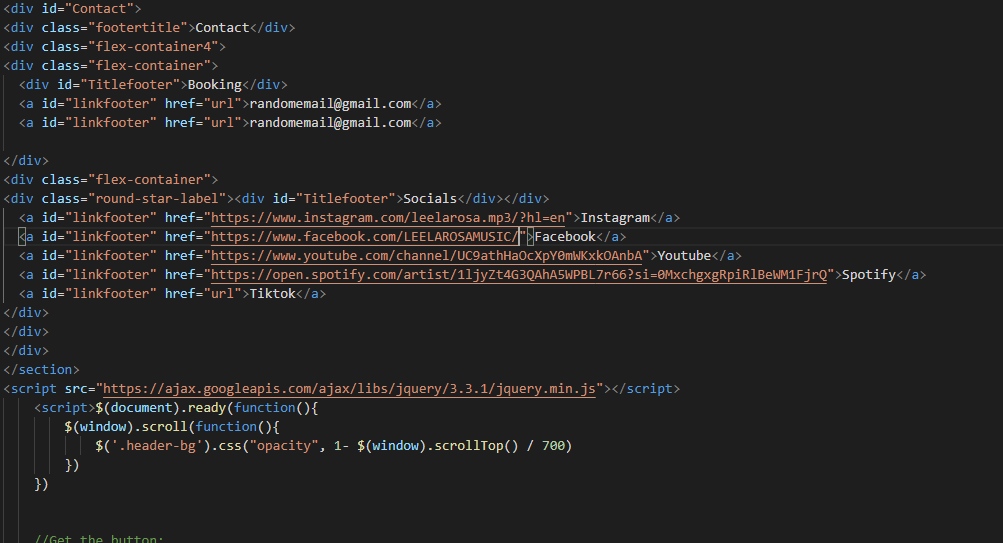 <div id="Contact">
<div class="footertitle">Contact</div>
<div class="flex-container4">
<div class="flex-container">
<div id="Titlefooter">Booking</div>
<a id="linkfooter" href="url">randomemail@gmail.com</a>
<a id="linkfooter" href="url">randomemail@gmail.com</a>
</div>
<div class="flex-container">
<div class="round-star-label"><div id="Titlefooter">Socials</div></div>
<a id="linkfooter" href="https://www.instagram.com/leelarosa.mp3/?hl=en">Instagram</a>
<a id="linkfooter" href="https://www.facebook.com/LEELAROSAMUSIC/">Facebook</a>
<a id="linkfooter" href="https://www.youtube.com/channel/UC9athHaOcXpY0mWKxkOAnbA">Youtube</a>
<a id="linkfooter" href="https://open.spotify.com/artist/1ljyZt4G3QAhA5WPBL7r66?si=0MxchgxgRpiRlBeWM1FjrQ">Spotify</a>
<a id="linkfooter" href="url">Tiktok</a>
</div>
</div>
</div>
</section>
<script src="https://ajax.googleapis.com/ajax/libs/jquery/3.3.1/jquery.min.js"></script>
<script>$(document).ready(function(){
$(window).scroll(function(){
$('.header-bg').css("opacity", 1- $(window).scrollTop() / 700)
})
})
//Get the button: